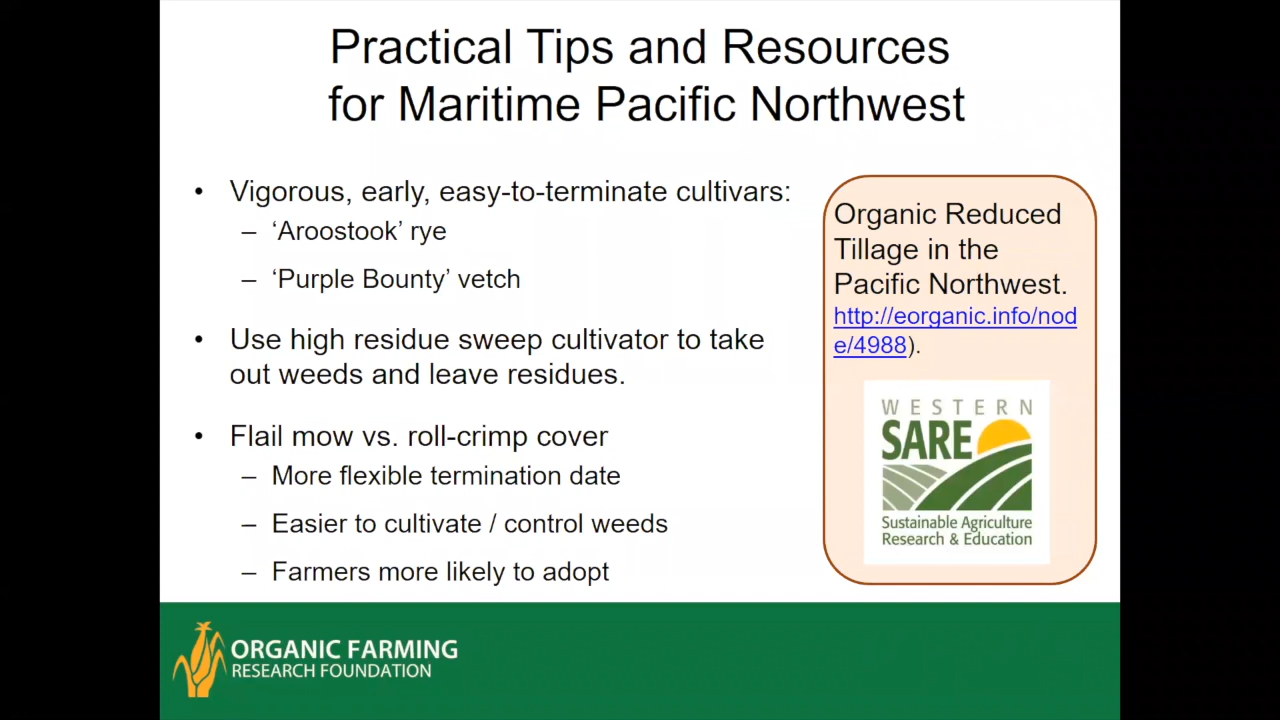 Practical Tips and Resources
for Maritime Pacific Northwest
• Vigorous, early, easy-to-terminate cultivars:
– ‘Aroostook’ rye
– ‘Purple Bounty’ vetch
• Use high residue sweep cultivator to take
out weeds and leave residues.
• Flail mow vs. roll-crimp cover
– More flexible termination date
– Easier to cultivate / control weeds
– Farmers more likely to adopt
Organic Reduced
Tillage in the
Pacific Northwest.
http://eorganic.info/nod
e/4988).
WESTERN
SARE
Sustainable Agriculture
Research & Education
ORGANIC FARMING
RESEARCH FOUNDATION